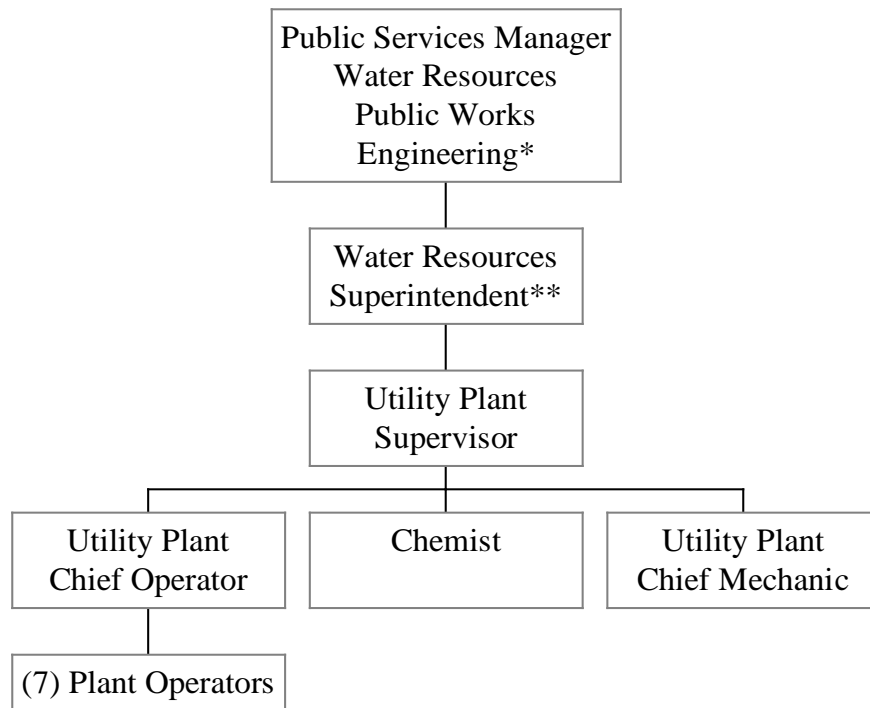 Public Services Manager
Water Resources
Public Works
Engineering*
Water Resources
Superintendent**
Utility Plant
Supervisor
Utility Plant
Chief Operator
Chemist
Utility Plant
Chief Mechanic
(7) Plant Operators